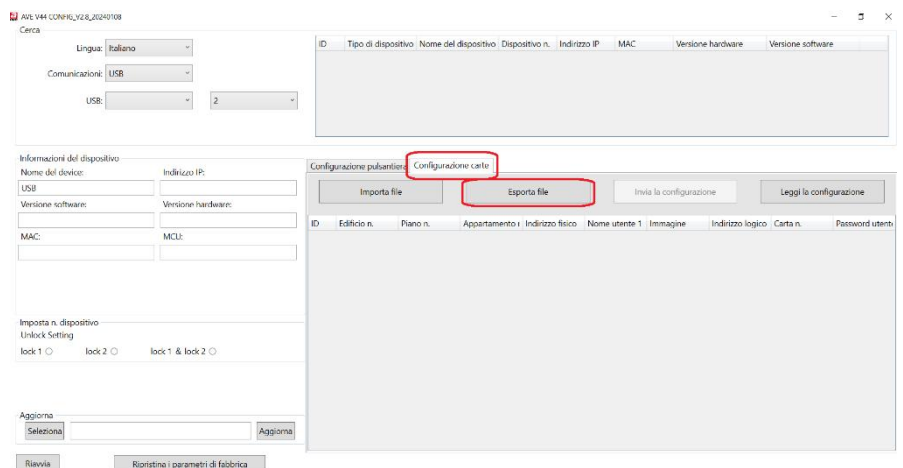 AVE V44 CONFIG_V2.8_20240108
Cerca
Lingua: Italiano
Comunicazioni: USB
USB: 2
ID Tipo di dispositivo Nome del dispositivo Dispositivo n. Indirizzo IP MAC Versione hardware Versione software
Informazioni del dispositivo
Nome del device: Indirizzo IP:
USB
Versione software: Versione hardware:
MAC: MCU:
Imposta n. dispositivo
Unlock Setting
lock 1 lock 2 lock 1 & lock 2
Aggiorna
Seleziona Aggiorna
Riavvia Ripristina i parametri di fabbrica
Configurazione pulsantiera Configurazione carte
Importa file Esporta file Invia la configurazione Leggi la configurazione
ID Edificio n. Piano n. Appartamento Indirizzo fisico Nome utente 1 Immagine Indirizzo logico Carta n. Password utent